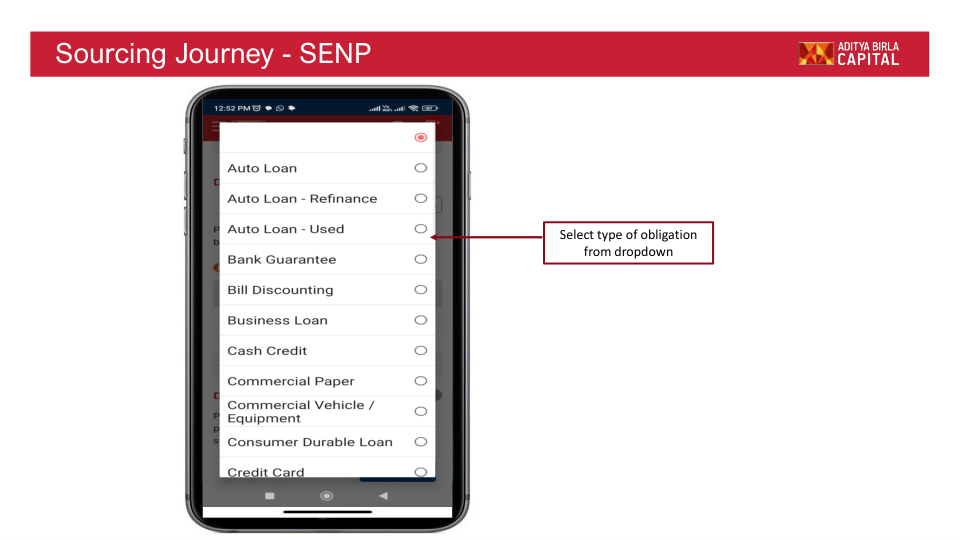 Sourcing Journey - SENP
ADITYA BIRLA
CAPITAL
12:52 PM
Auto Loan
Auto Loan - Refinance
Auto Loan - Used
Bank Guarantee
Bill Discounting
Business Loan
Cash Credit
Commercial Paper
Commercial Vehicle /
Equipment
Consumer Durable Loan
Credit Card
Select type of obligation
from dropdown